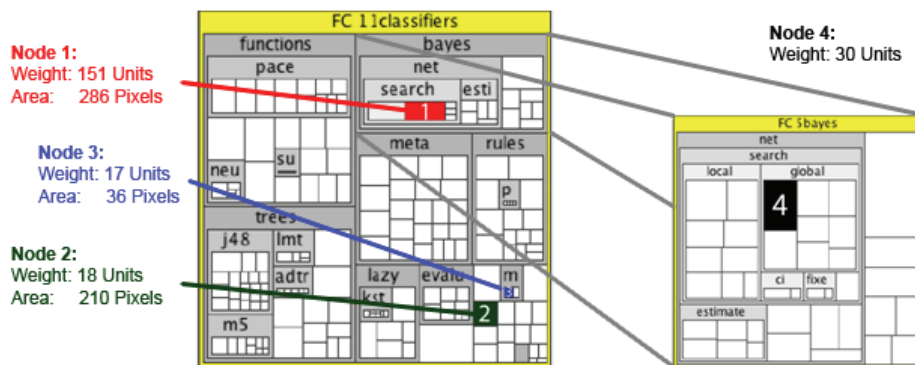 Node 1:
Weight: 151 Units
Area: 286 Pixels
Node 3:
Weight: 17 Units
Area: 36 Pixels
Node 2:
Weight: 18 Units
Area: 210 Pixels
FC 11classifiers
functions
bayes
pace
net
search
esti
1
neu
su
meta
rules
p
trees
j48
lmt
adtr
m5
lazy
kst
evalu
m
3
2
Node 4:
Weight: 30 Units
FC 5bayes
net
search
local
global
4
ci
fixe
estimate